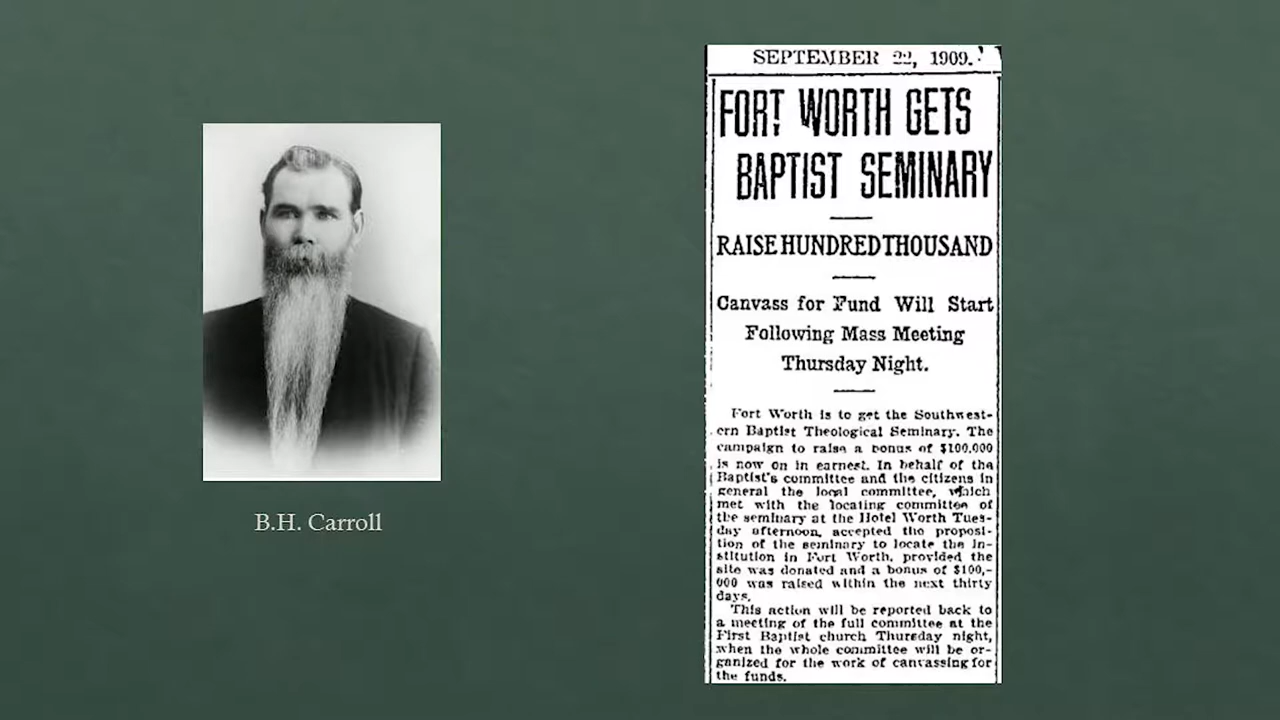 B.H. Carroll
SEPTEMBER 22, 1909.
FORT WORTH GETS
BAPTIST SEMINARY
RAISE HUNDRED THOUSAND
Canvass for Fund Will Start
Following Mass Meeting
Thursday Night.
Fort Worth is to get the Southwest-
ern Baptist Theological Seminary. The
campaign to raise a bonus of $100,000
is now on in earnest. In behalf of the
Baptist's committee and the citizens in
general the local committee, which
met with the locating committee of
the seminary at the Hotel Worth Tues-
day afternoon, accepted the proposi-
tion of the seminary to locate the in-
stitution in Fort Worth, provided the
site was donated and a bonus of $100,-
000 was raised within the next thirty
days.
This action will be reported back to
a meeting of the full committee at the
First Baptist church Thursday night,
when the whole committee will be or-
ganized for the work of canvassing for
the funds.